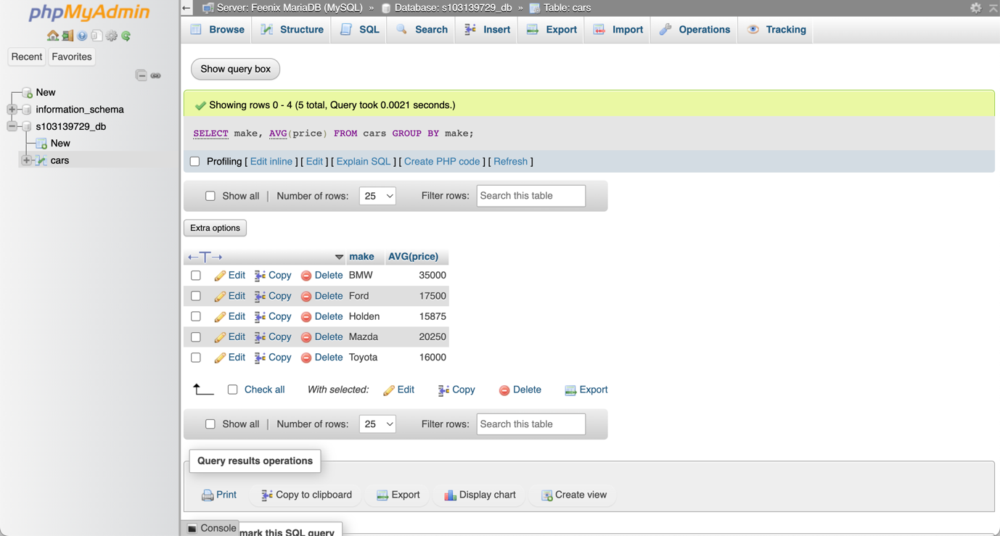 phpMyAdmin
Recent Favorites
New
information_schema
s103139729_db
New
cars
Server: Feenix MariaDB (MySQL) » Database: s103139729_db » Table: cars
Browse Structure SQL Search Insert Export Import Operations Tracking
Show query box
Showing rows 0 - 4 (5 total, Query took 0.0021 seconds.)
SELECT make, AVG(price) FROM cars GROUP BY make;
Profiling [ Edit inline ] [ Edit ] [ Explain SQL ] [ Create PHP code ] [ Refresh ]
Show all | Number of rows: 25 Filter rows: Search this table
Extra options
←T→ make AVG(price)
Edit Copy Delete BMW 35000
Edit Copy Delete Ford 17500
Edit Copy Delete Holden 15875
Edit Copy Delete Mazda 20250
Edit Copy Delete Toyota 16000
Check all With selected: Edit Copy Delete Export
Show all | Number of rows: 25 Filter rows: Search this table
Query results operations
Print Copy to clipboard Export Display chart Create view
Console mark this SQL query